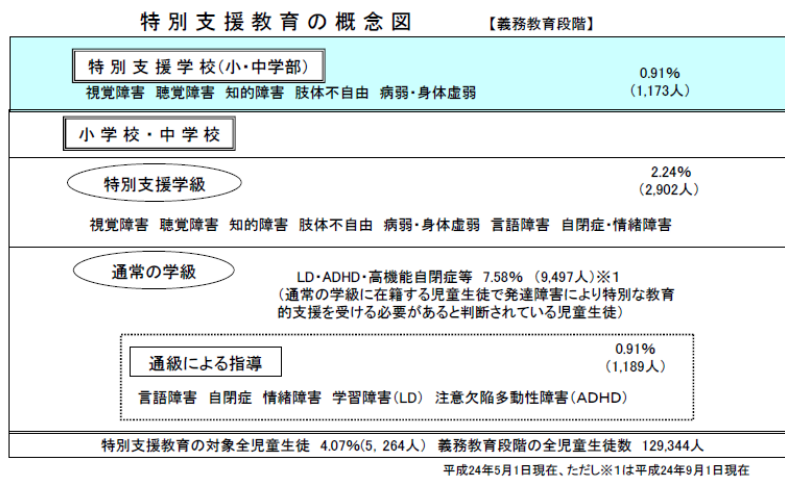 特別支援教育の概念図 【義務教育段階】
特別支援学校(小・中学部) 0.91%
視覚障害 聴覚障害 知的障害 肢体不自由 病弱・身体虚弱 (1,173人)
小学校・中学校
特別支援学級 2.24%
(2,902人)
視覚障害 聴覚障害 知的障害 肢体不自由 病弱・身体虚弱 言語障害 自閉症・情緒障害
通常の学級
LD・ADHD・高機能自閉症等 7.58% (9,497人)※1
(通常の学級に在籍する児童生徒で発達障害により特別な教育
的支援を受ける必要があると判断されている児童生徒)
通級による指導 0.91%
(1,189人)
言語障害 自閉症 情緒障害 学習障害(LD) 注意欠陥多動性障害(ADHD)
特別支援教育の対象全児童生徒 4.07%(5, 264人) 義務教育段階の全児童生徒数 129,344人
平成24年5月1日現在、ただし※1は平成24年9月1日現在